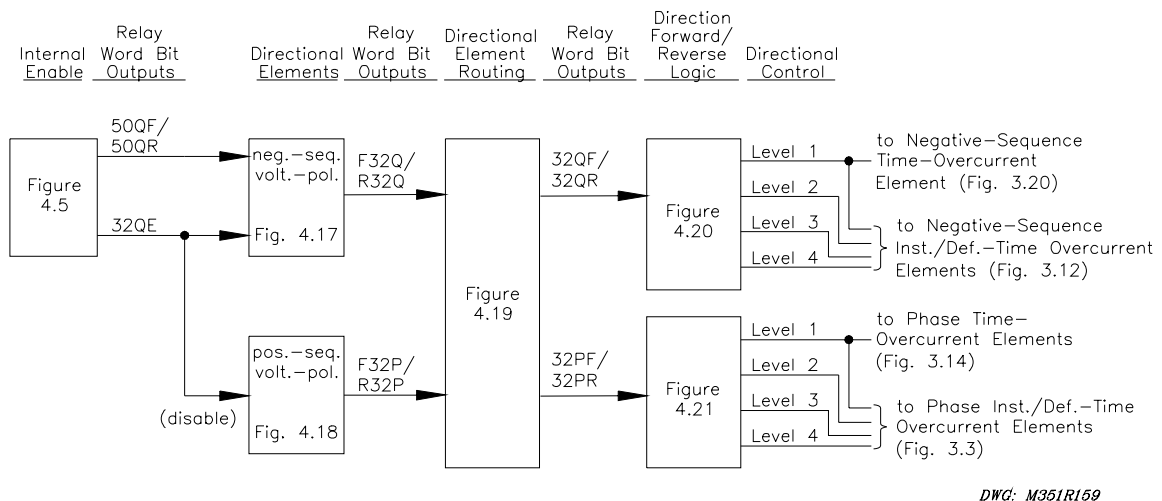 Internal
Enable
Relay
Word Bit
Outputs
Directional
Elements
Relay
Word Bit
Outputs
Directional
Element
Routing
Relay
Word Bit
Outputs
Direction
Forward/
Reverse
Logic
Directional
Control
Figure
4.5
50QF/
50QR
32QE
(disable)
neg.-seq.
volt.-pol.
Fig. 4.17
pos.-seq.
volt.-pol.
Fig. 4.18
F32Q/
R32Q
F32P/
R32P
Figure
4.19
32QF/
32QR
32PF/
32PR
Figure
4.20
Level 1
Level 2
Level 3
Level 4
to Negative-Sequence
Time-Overcurrent
Element (Fig. 3.20)
to Negative-Sequence
Inst./Def.-Time Overcurrent
Elements (Fig. 3.12)
Figure
4.21
Level 1
Level 2
Level 3
Level 4
to Phase Time-
Overcurrent Elements
(Fig. 3.14)
to Phase Inst./Def.-Time
Overcurrent Elements
(Fig. 3.3)
DWG: M351R159